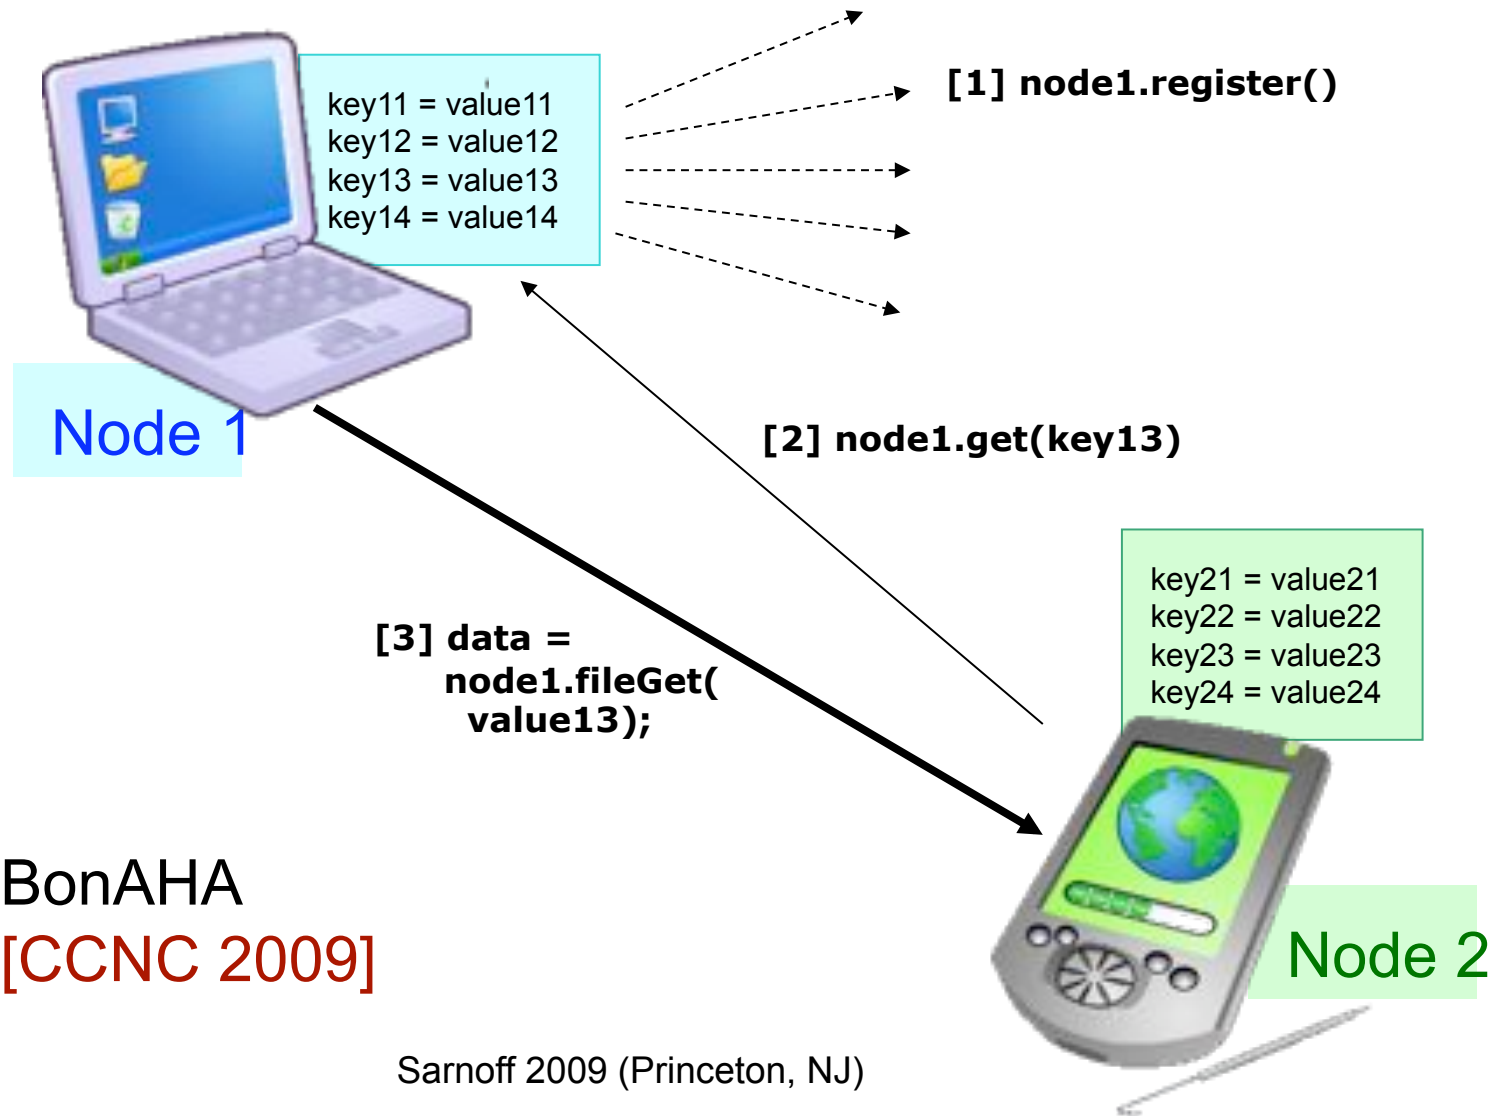 [1] node1.register()
key11 = value11
key12 = value12
key13 = value13
key14 = value14
Node 1
[2] node1.get(key13)
key21 = value21
key22 = value22
key23 = value23
key24 = value24
[3] data =
node1.fileGet(
value13);
BonAHA
[CCNC 2009]
Node 2
Sarnoff 2009 (Princeton, NJ)